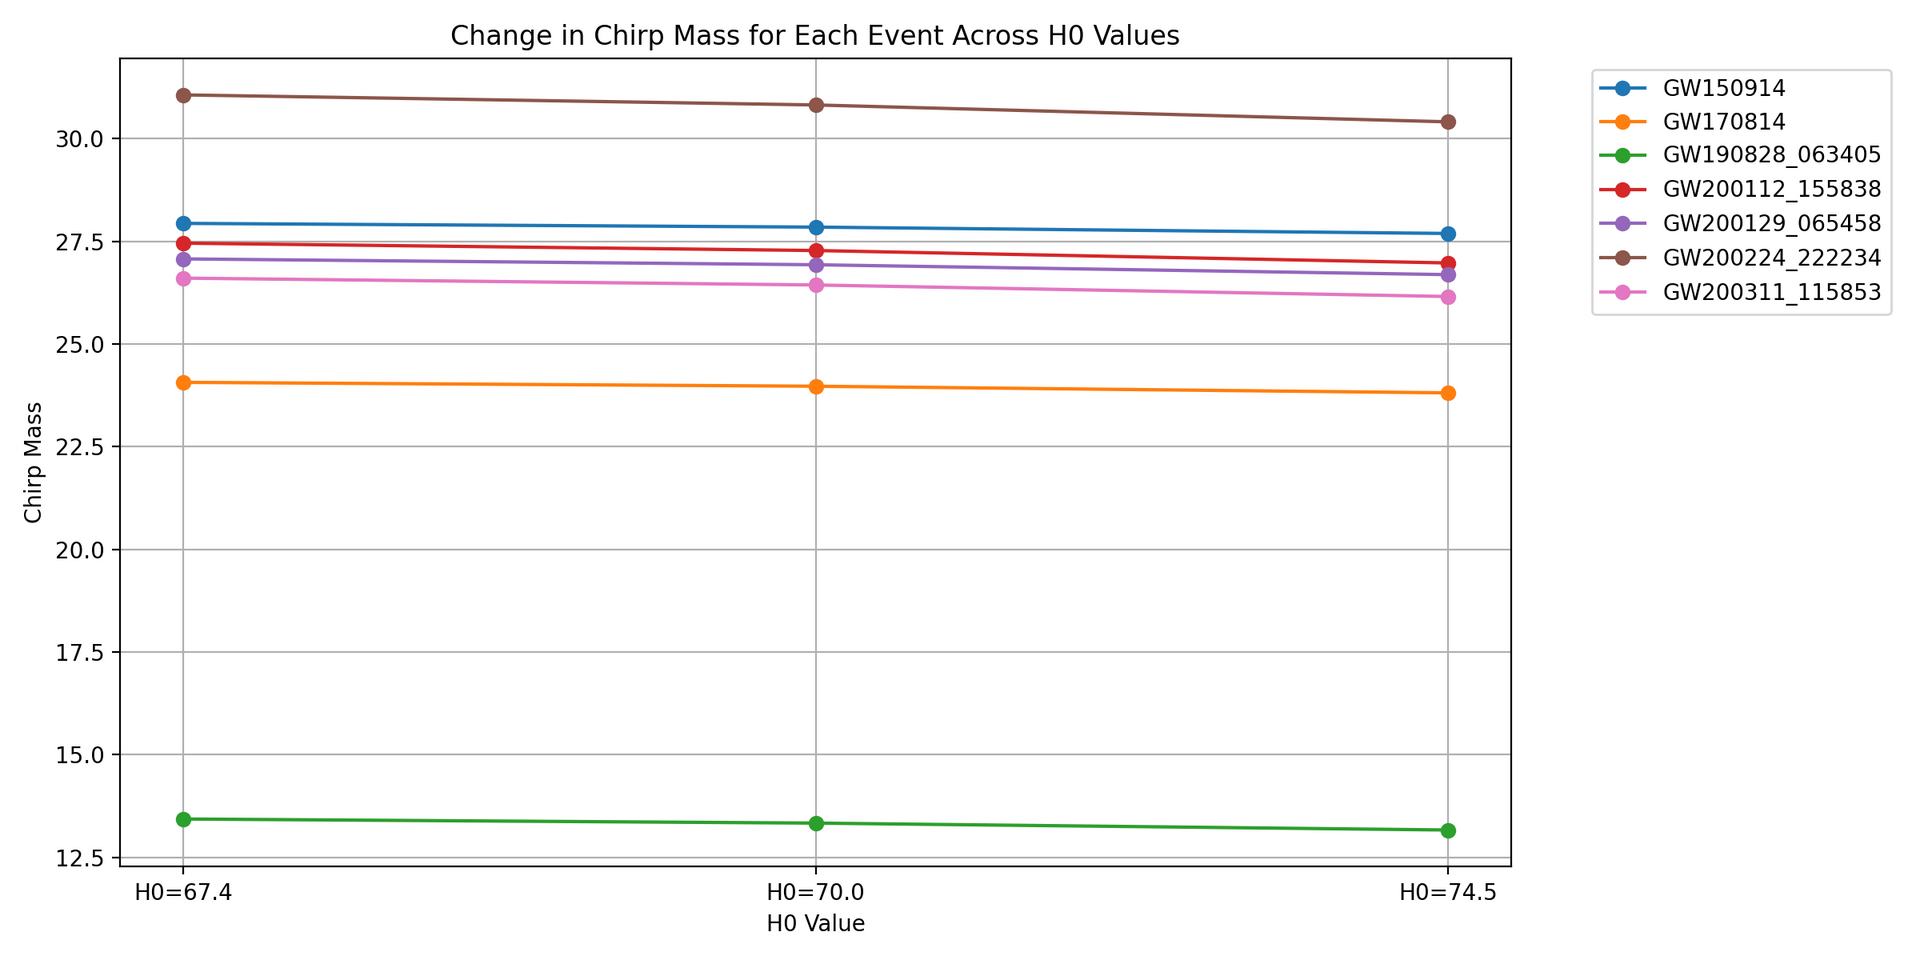 Change in Chirp Mass for Each Event Across H0 Values
GW150914
GW170814
GW190828_063405
GW200112_155838
GW200129_065458
GW200224_222234
GW200311_115853
Chirp Mass
30.0
27.5
25.0
22.5
20.0
17.5
15.0
12.5
H0=67.4 H0=70.0 H0=74.5
H0 Value